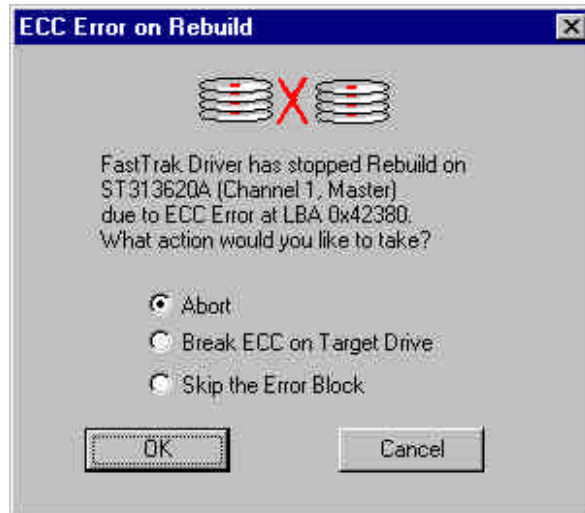 ECC Error on Rebuild
FastTrak Driver has stopped Rebuild on
ST313620A (Channel 1, Master)
due to ECC Error at LBA 0x42380.
What action would you like to take?
Abort
Break ECC on Target Drive
Skip the Error Block
OK Cancel